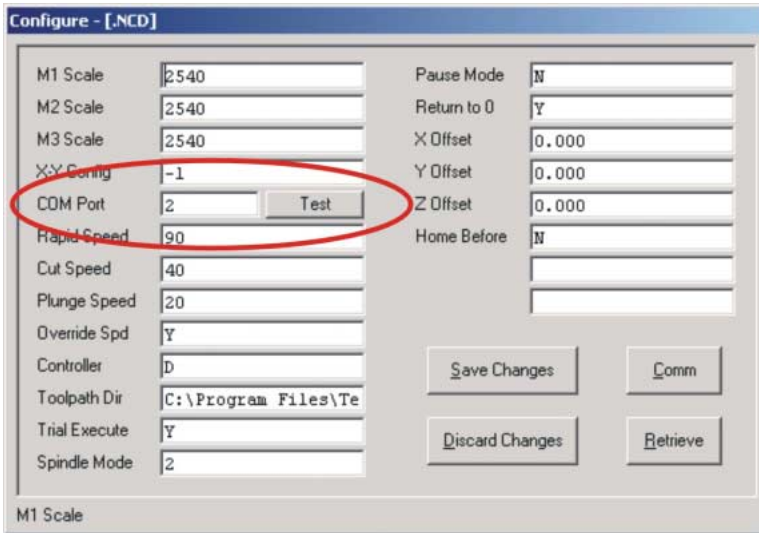 Configure - [.NCD]
M1 Scale 2540
M2 Scale 2540
M3 Scale 2540
X-Y Config -1
COM Port 2 Test
Rapid Speed 90
Cut Speed 40
Plunge Speed 20
Override Spd Y
Controller D
Toolpath Dir C:\Program Files\Te
Trial Execute Y
Spindle Mode 2
Pause Mode N
Return to 0 Y
X Offset 0.000
Y Offset 0.000
Z Offset 0.000
Home Before N
Save Changes Comm
Discard Changes Retrieve
M1 Scale